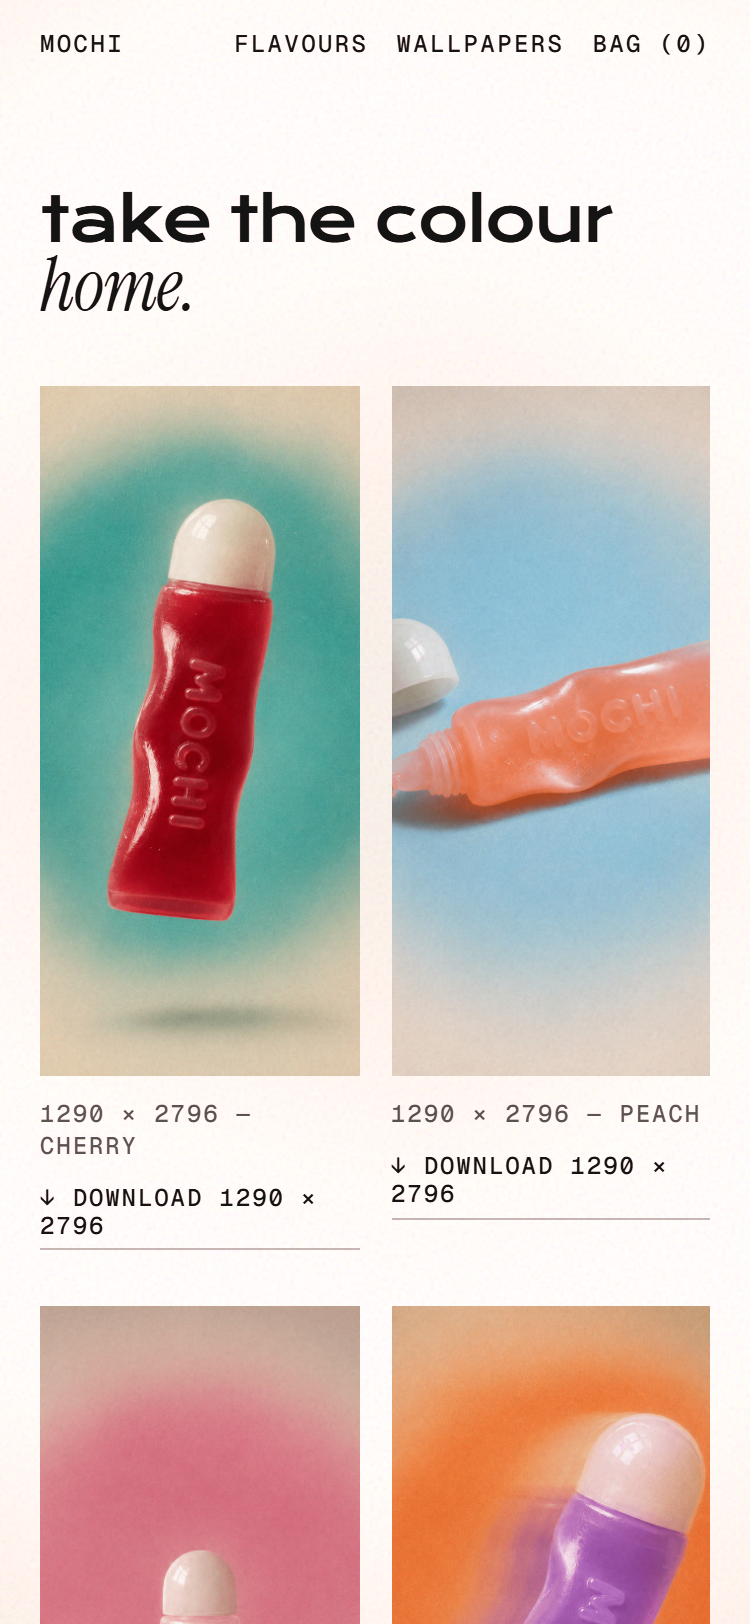 MOCHI FLAVOURS WALLPAPERS BAG (0)
take the colour
home.
MOCHI
MOCHI
1290 × 2796 —
CHERRY
↓ DOWNLOAD 1290 ×
2796
1290 × 2796 — PEACH
↓ DOWNLOAD 1290 ×
2796
M